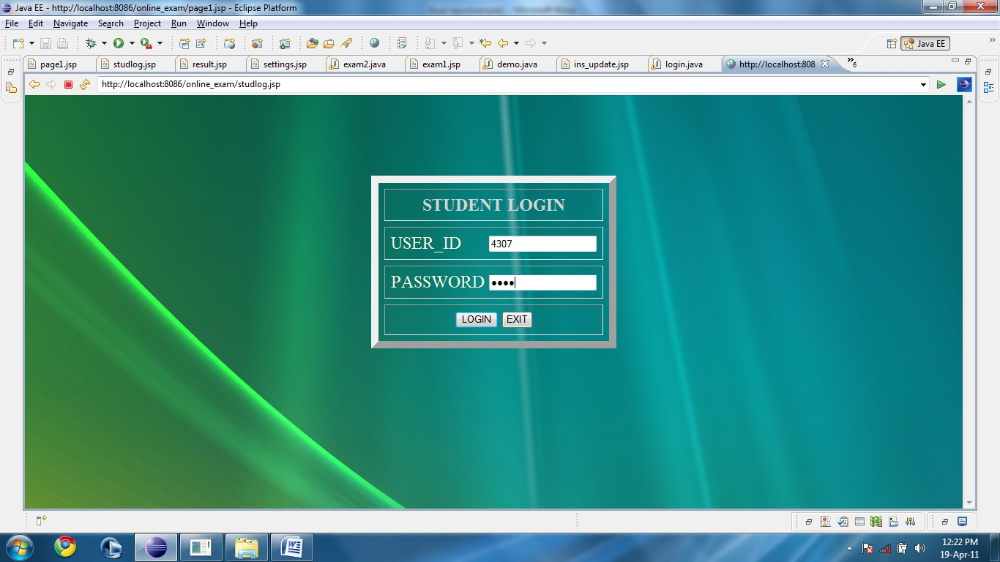 Java EE - http://localhost:8086/online_exam/page1.jsp - Eclipse Platform
File Edit Navigate Search Project Run Window Help
Java EE
page1.jsp studlog.jsp result.jsp settings.jsp exam2.java exam1.jsp demo.java ins_update.jsp login.java http://localhost:808 » 6
http://localhost:8086/online_exam/studlog.jsp
STUDENT LOGIN
USER_ID 4307
PASSWORD ••••
LOGIN EXIT
12:22 PM
19-Apr-11